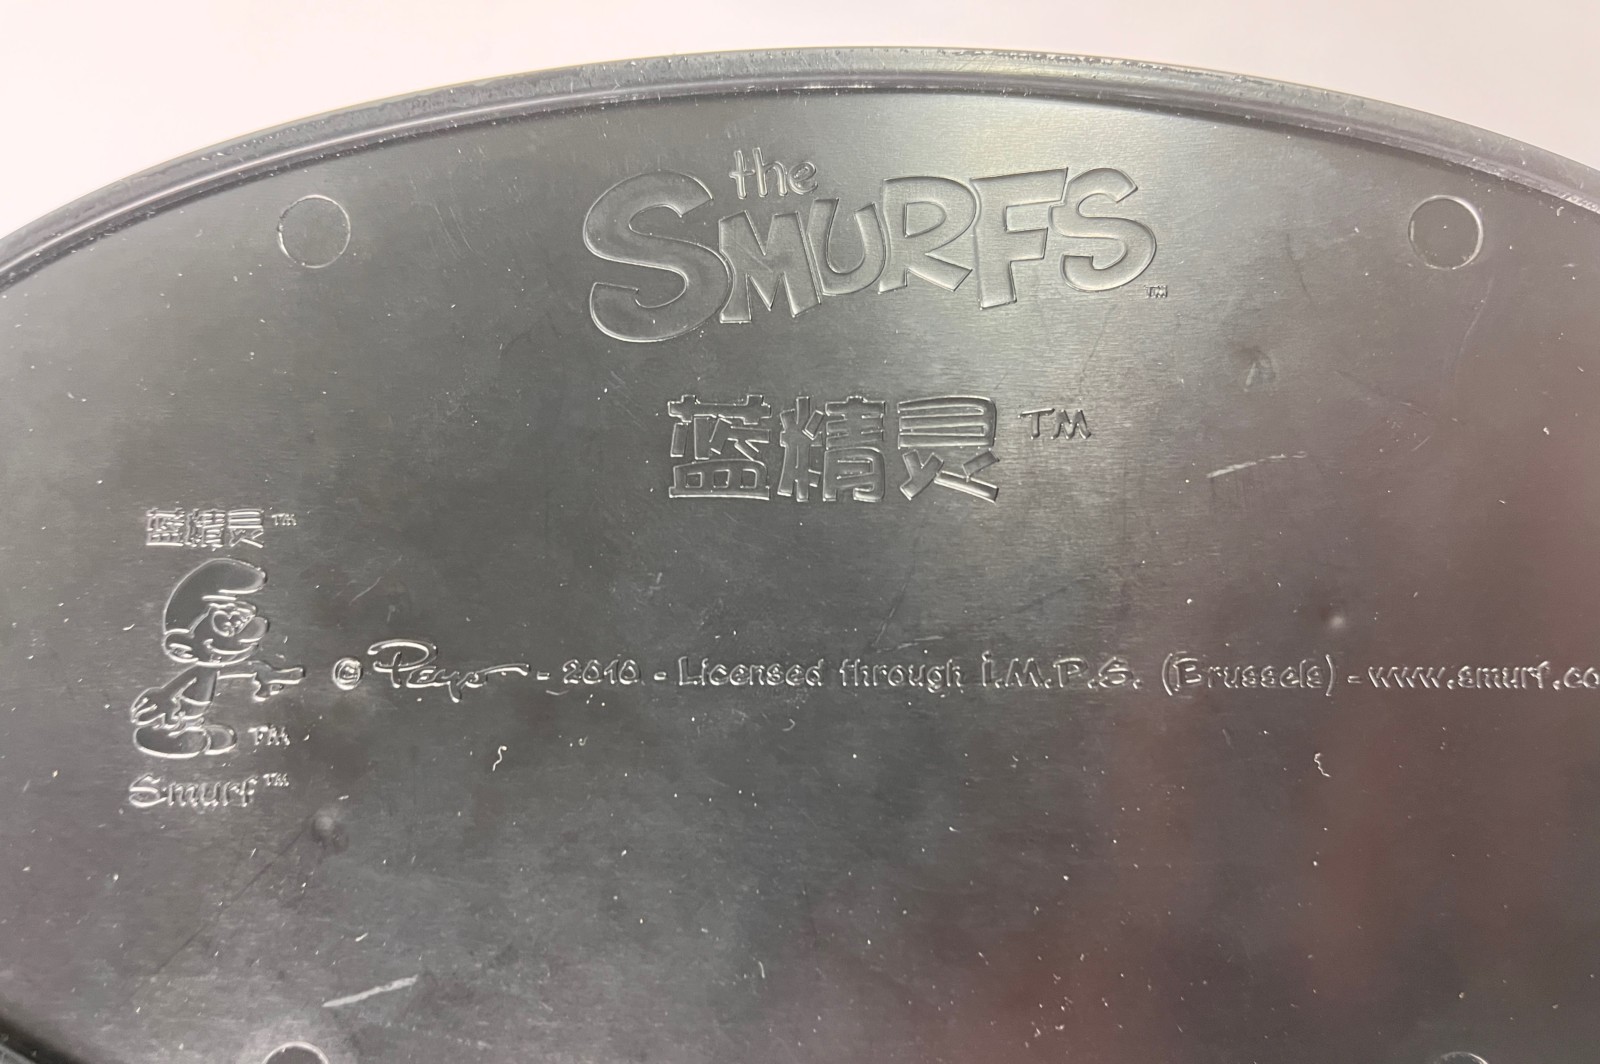 the
SMURFS™
蓝精灵™
蓝精灵™
© Peyo - 2010 - Licensed through I.M.P.S. (Brussels) - www.smurf.co
TM
Smurf™